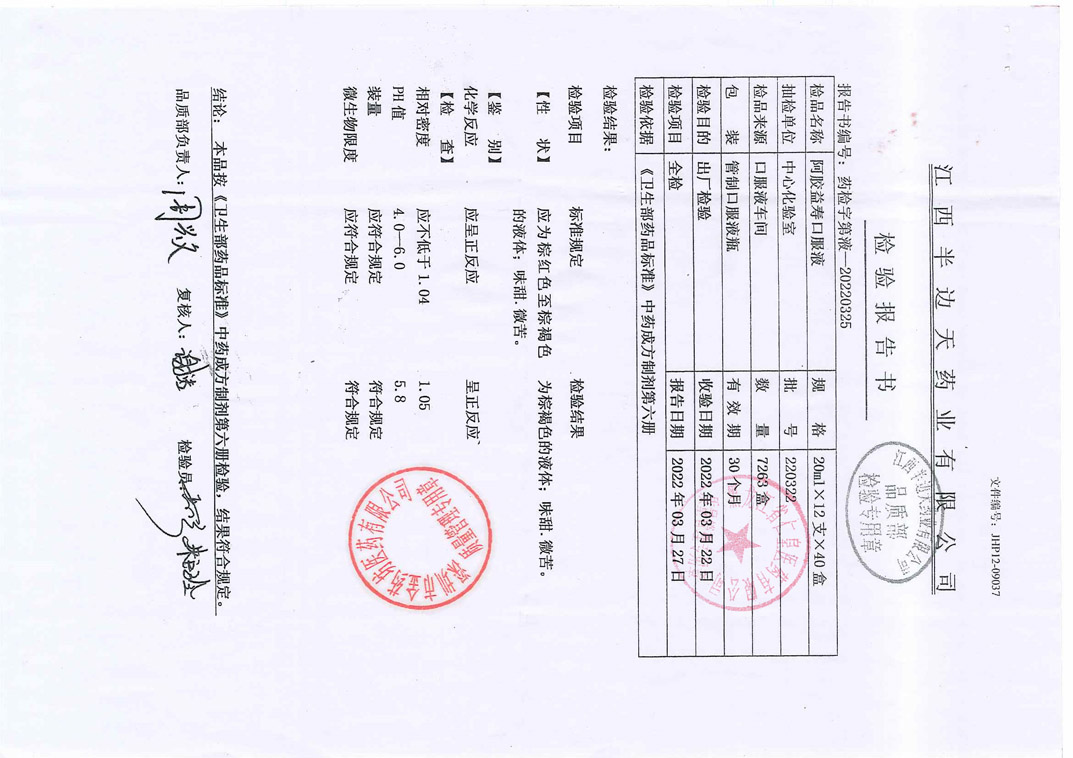 文件编号：JHP12-09037
江西半边天药业有限公司
检验报告书
江西半边天药业有限公司
品质部
检验专用章
报告书编号：药检字第液—20220325
检品名称 阿胶益寿口服液 规格 20ml×12支×40盒
抽检单位 中心化验室 批号 220322
检品来源 口服液车间 数量 7263盒
包装 管制口服液瓶 有效期 30个月
检验目的 出厂检验 收验日期 2022年03月22日
检验项目 全检 报告日期 2022年03月27日
检验依据 《卫生部药品标准》中药成方制剂第六册
检验结果：
检验项目 标准规定 检验结果
【性状】 应为棕红色至棕褐色 为棕褐色的液体；味甜.微苦。
的液体；味甜.微苦。
【鉴别】
化学反应 应呈正反应 呈正反应
【检查】
相对密度 应不低于1.04 1.05
PH值 4.0—6.0 5.8
装量 应符合规定 符合规定
微生物限度 应符合规定 符合规定
质量管理专用章
结论：本品按《卫生部药品标准》中药成方制剂第六册检验，结果符合规定。
品质部负责人： 复核人： 检验员：